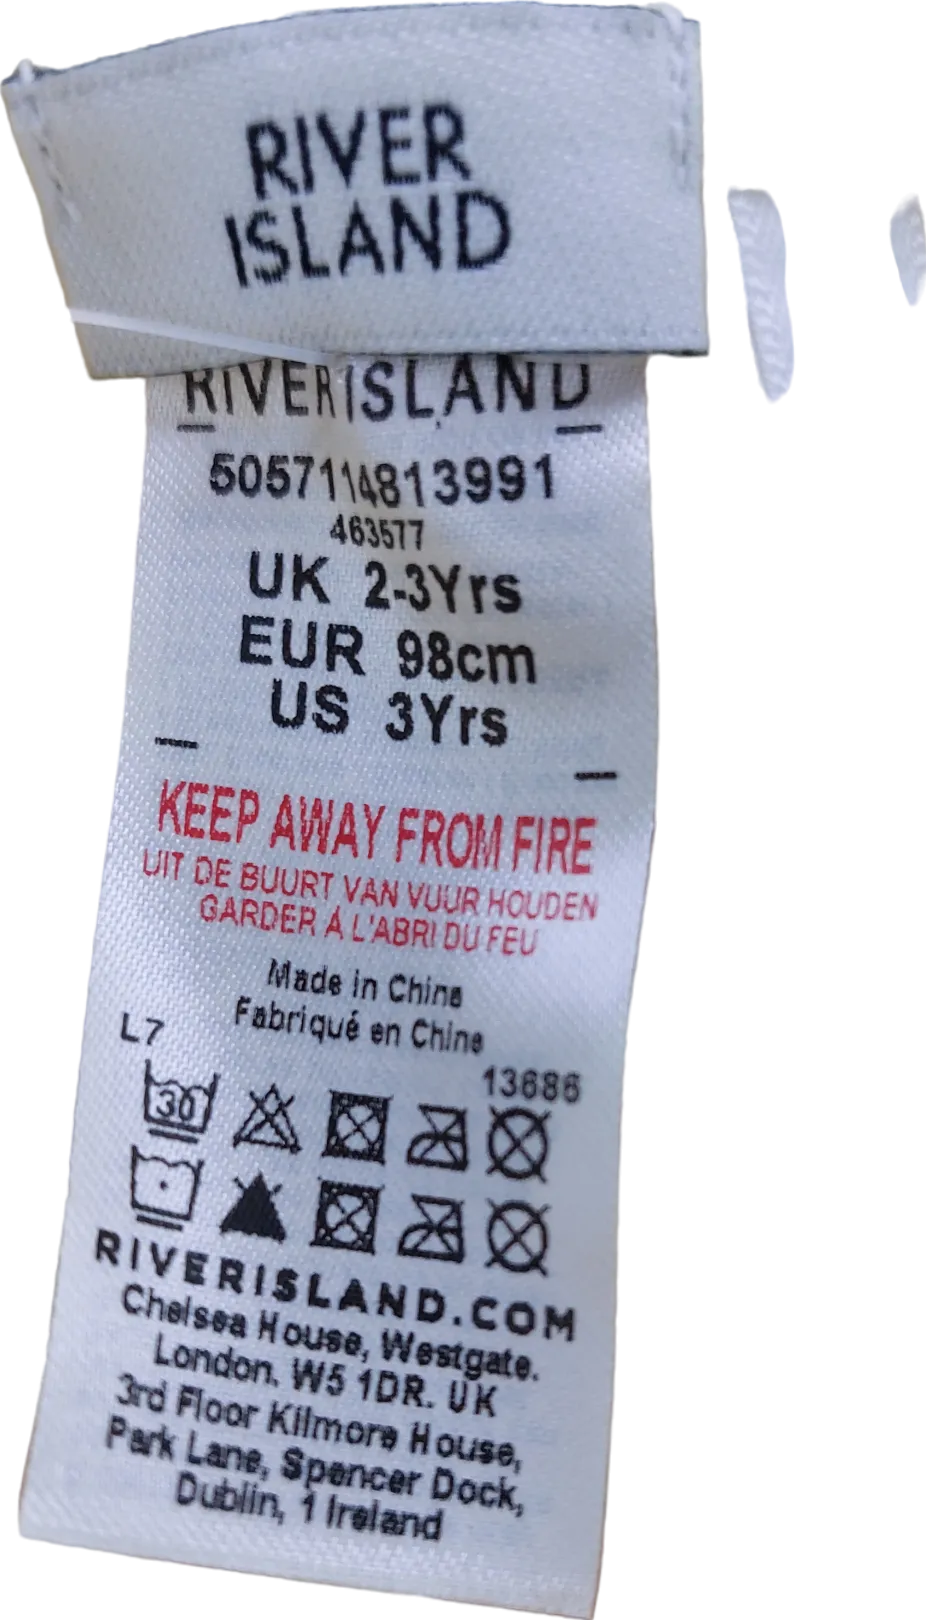 RIVER
ISLAND
RIVER ISLAND
5057114813991
463577
UK 2-3Yrs
EUR 98cm
US 3Yrs
KEEP AWAY FROM FIRE
UIT DE BUURT VAN VUUR HOUDEN
GARDER À L'ABRI DU FEU
Made in China
Fabriqué en Chine
L7
13686
30
RIVERISLAND.COM
Chelsea House, Westgate.
London. W5 1DR. UK
3rd Floor Kilmore House,
Park Lane, Spencer Dock,
Dublin, 1 Ireland